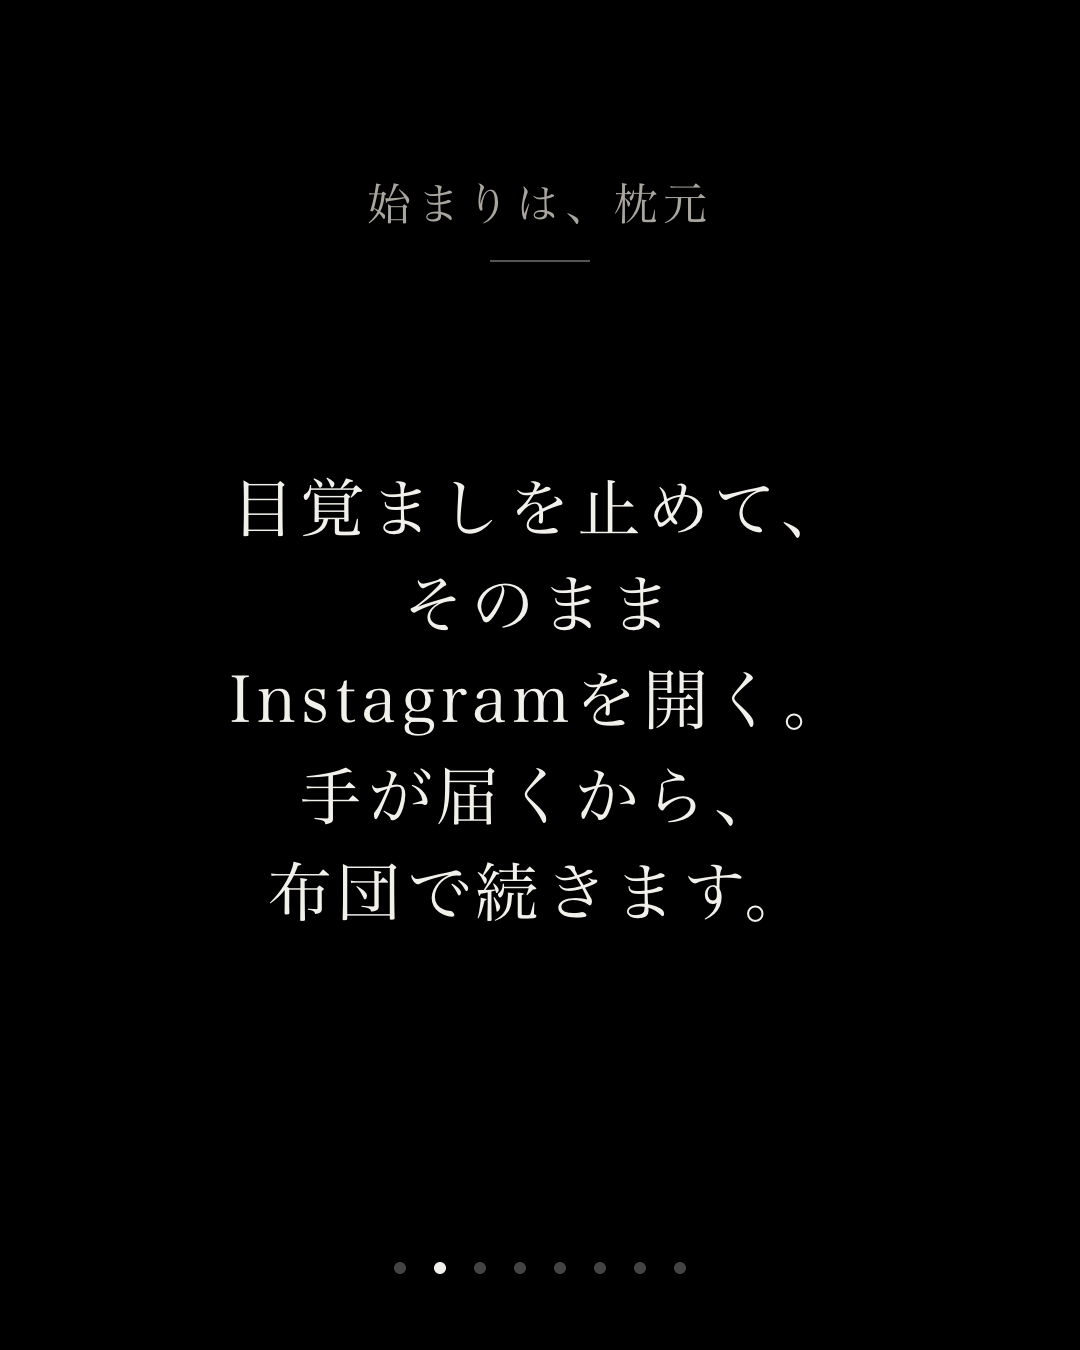 始まりは、枕元
目覚ましを止めて、
そのまま
Instagramを開く。
手が届くから、
布団で続きます。